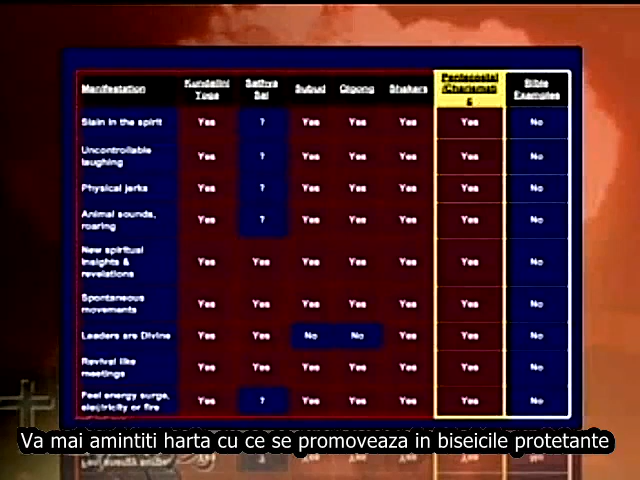 Manifestation Kundalini Yoga Sathya Sai Subud Qigong Shakers Pentecostal /Charismati c Bible Examples
Slain in the spirit Yes ? Yes Yes Yes Yes No
Uncontrollable laughing Yes ? Yes Yes Yes Yes No
Physical jerks Yes ? Yes Yes Yes Yes No
Animal sounds, roaring Yes ? Yes Yes Yes Yes No
New spiritual insights & revelations Yes Yes Yes Yes Yes Yes No
Spontaneous movements Yes Yes Yes Yes Yes Yes No
Leaders are Divine Yes Yes No No Yes Yes No
Revival like meetings Yes Yes Yes Yes Yes Yes No
Feel energy surge, electricity or fire Yes ? Yes Yes Yes Yes No
Va mai amintiti harta cu ce se promoveaza in biseicile protetante